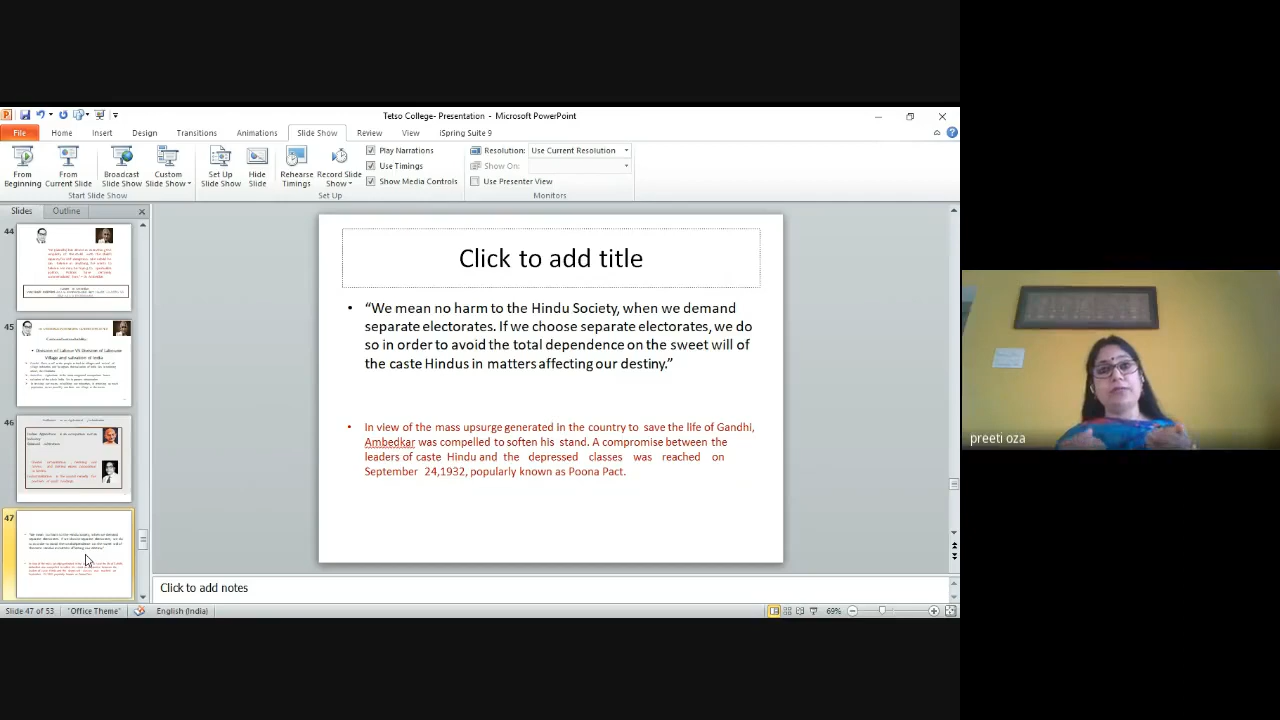 Tetso College- Presentation - Microsoft PowerPoint
File Home Insert Design Transitions Animations Slide Show Review View iSpring Suite 9
From Beginning
From Current Slide
Broadcast Slide Show
Custom Slide Show
Set Up Slide Show
Hide Slide
Rehearse Timings
Record Slide Show
Play Narrations
Use Timings
Show Media Controls
Resolution: Use Current Resolution
Show On:
Use Presenter View
Start Slide Show
Set Up
Monitors
Slides Outline
44
45
Division of Labour VS Division of Labourer
46
47
Click to add title
• “We mean no harm to the Hindu Society, when we demand
separate electorates. If we choose separate electorates, we do
so in order to avoid the total dependence on the sweet will of
the caste Hindus in matters affecting our destiny.”
• In view of the mass upsurge generated in the country to save the life of Gandhi,
Ambedkar was compelled to soften his stand. A compromise between the
leaders of caste Hindu and the depressed classes was reached on
September 24,1932, popularly known as Poona Pact.
Click to add notes
Slide 47 of 53 "Office Theme" English (India) 69%
preeti oza